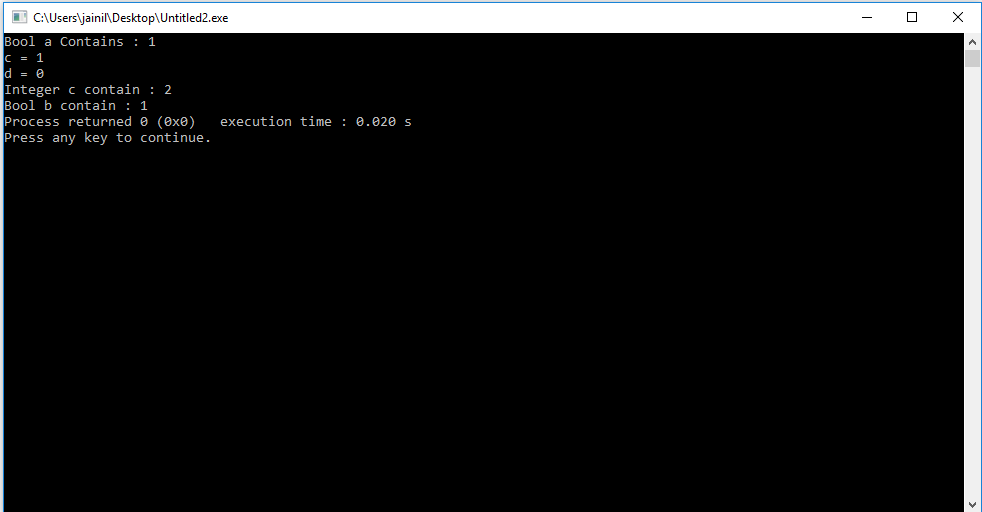 C:\Users\jainil\Desktop\Untitled2.exe
Bool a Contains : 1
c = 1
d = 0
Integer c contain : 2
Bool b contain : 1
Process returned 0 (0x0)   execution time : 0.020 s
Press any key to continue.